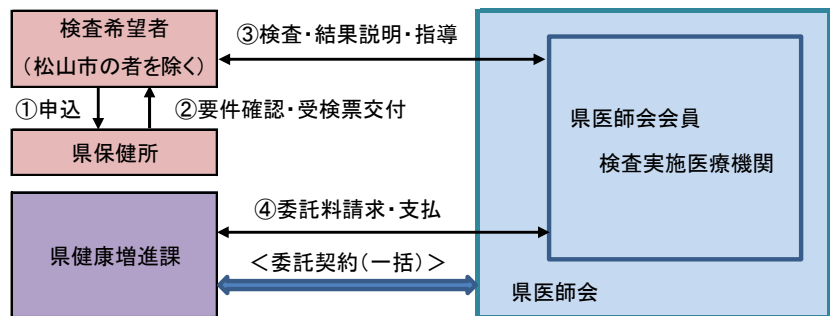 検査希望者
（松山市の者を除く）
③検査・結果説明・指導
①申込
②要件確認・受検票交付
県保健所
県医師会会員
検査実施医療機関
④委託料請求・支払
県健康増進課
＜委託契約（一括）＞
県医師会